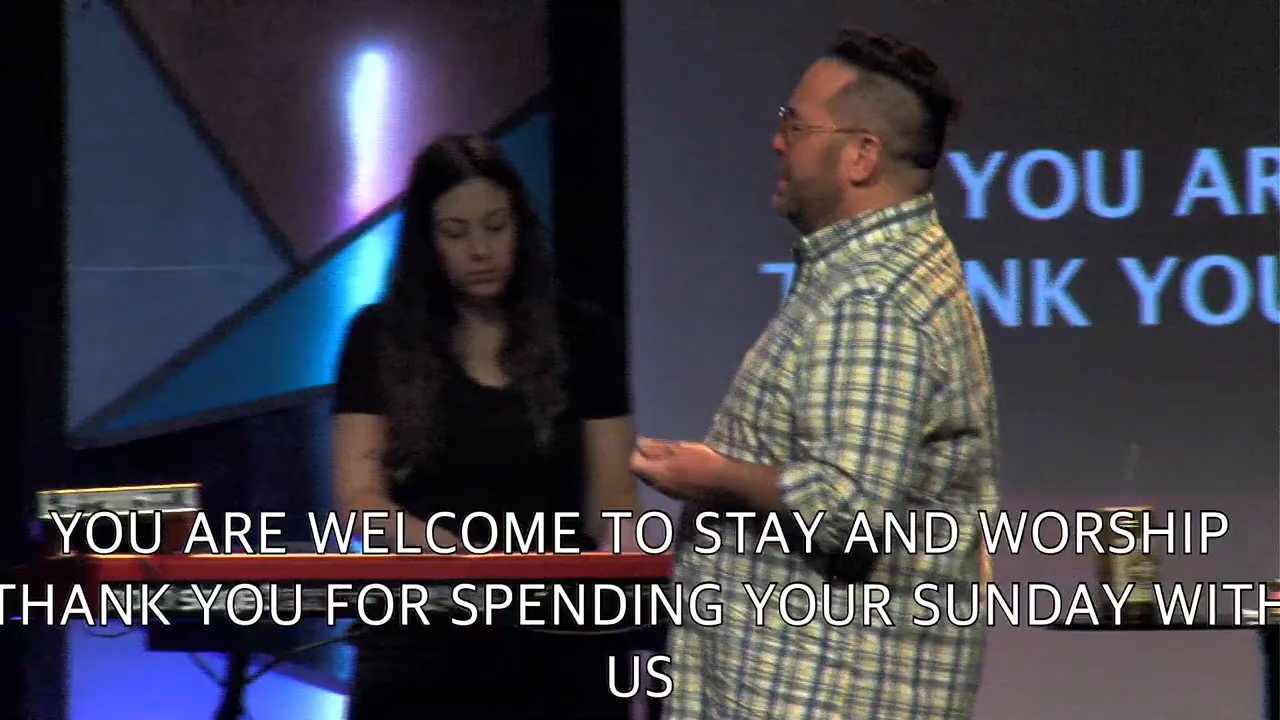 YOU AR
NK YOU
YOU ARE WELCOME TO STAY AND WORSHIP
THANK YOU FOR SPENDING YOUR SUNDAY WITH
US